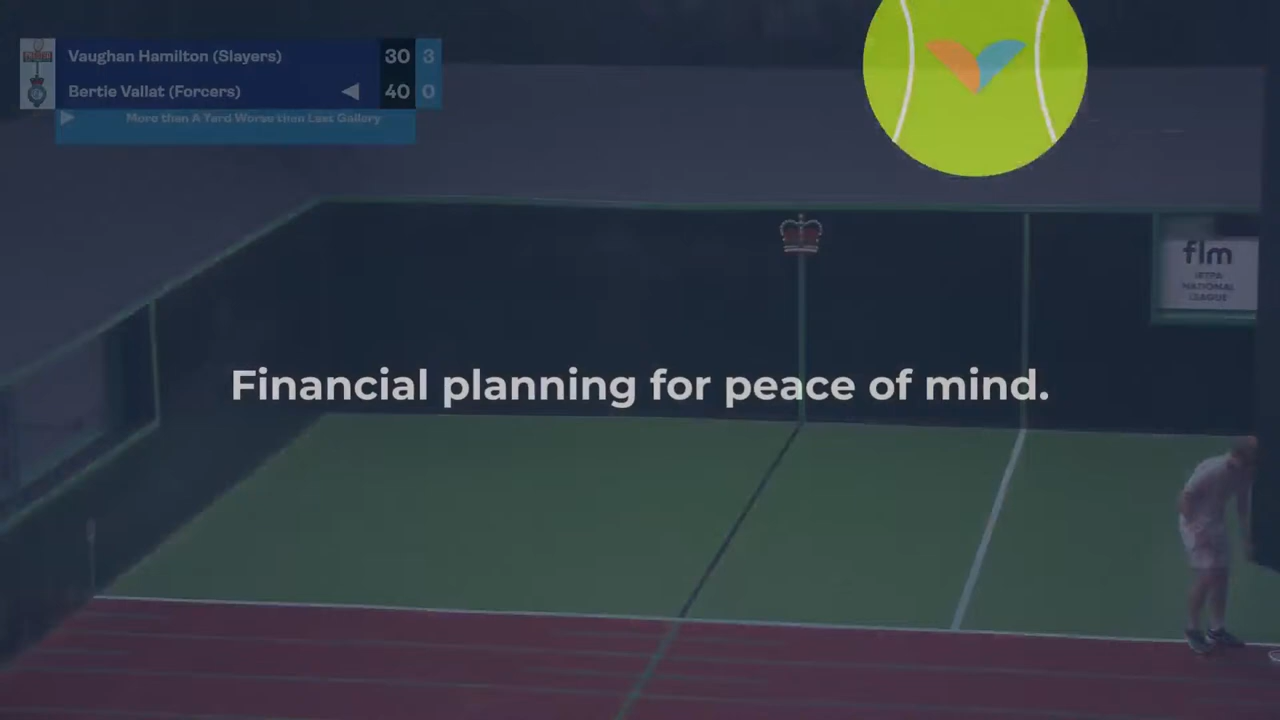 Vaughan Hamilton (Slayers) 30 3
Bertie Vallat (Forcers) 40 0
More than A Yard Worse than Last Gallery
flm
IRTPA
NATIONAL
LEAGUE
Financial planning for peace of mind.